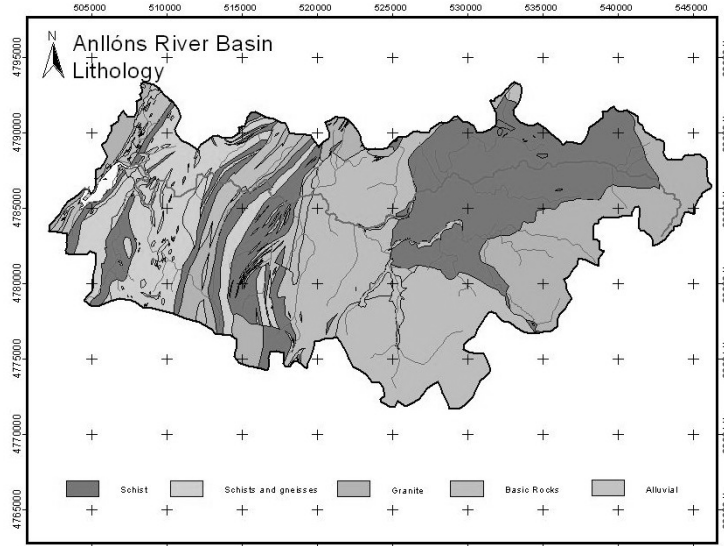 505000 510000 515000 520000 525000 530000 535000 540000 545000
N
Anllóns River Basin
Lithology
4795000
4790000
4785000
4780000
4775000
4770000
4765000
Schist Schists and gneisses Granite Basic Rocks Alluvial